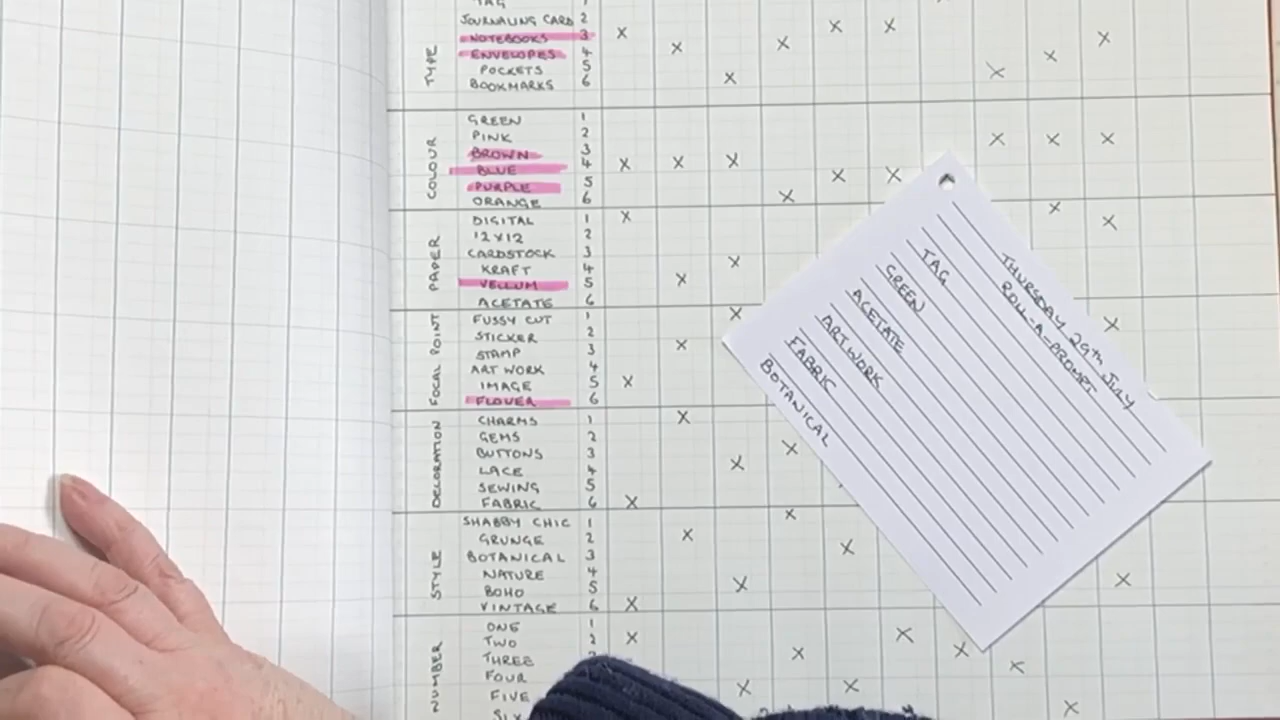 TAG
JOURNALING CARD 2
NOTEBOOKS 3
ENVELOPES 4
POCKETS 5
BOOKMARKS 6
TYPE
GREEN 1
PINK 2
BROWN 3
BLUE 4
PURPLE 5
ORANGE 6
COLOUR
DIGITAL 1
12x12 2
CARDSTOCK 3
KRAFT 4
VELLUM 5
ACETATE 6
PAPER
FUSSY CUT 1
STICKER 2
STAMP 3
ART WORK 4
IMAGE 5
FLOWER 6
FOCAL POINT
CHARMS 1
GEMS 2
BUTTONS 3
LACE 4
SEWING 5
FABRIC 6
DECORATION
SHABBY CHIC 1
GRUNGE 2
BOTANICAL 3
NATURE 4
BOHO 5
VINTAGE 6
STYLE
ONE 1
TWO 2
THREE
FOUR
FIVE
NUMBER
THURSDAY 29th JULY
ROLL-A-PROMPT
TAG
GREEN
ACETATE
ART WORK
FABRIC
BOTANICAL